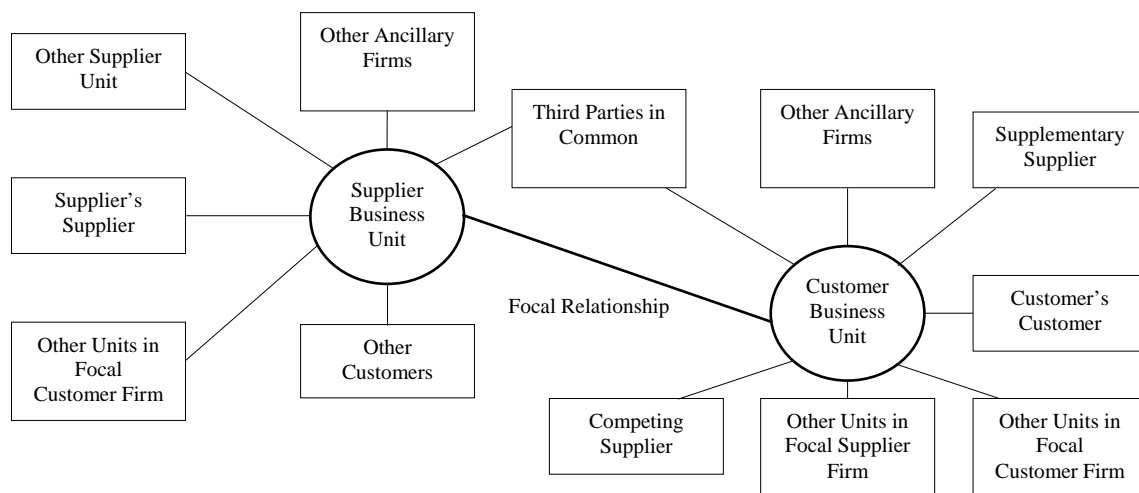 Other Supplier
Unit
Other Ancillary
Firms
Third Parties in
Common
Other Ancillary
Firms
Supplementary
Supplier
Supplier’s
Supplier
Supplier
Business
Unit
Focal Relationship
Customer
Business
Unit
Customer’s
Customer
Other Units in
Focal
Customer Firm
Other
Customers
Competing
Supplier
Other Units in
Focal Supplier
Firm
Other Units in
Focal
Customer Firm